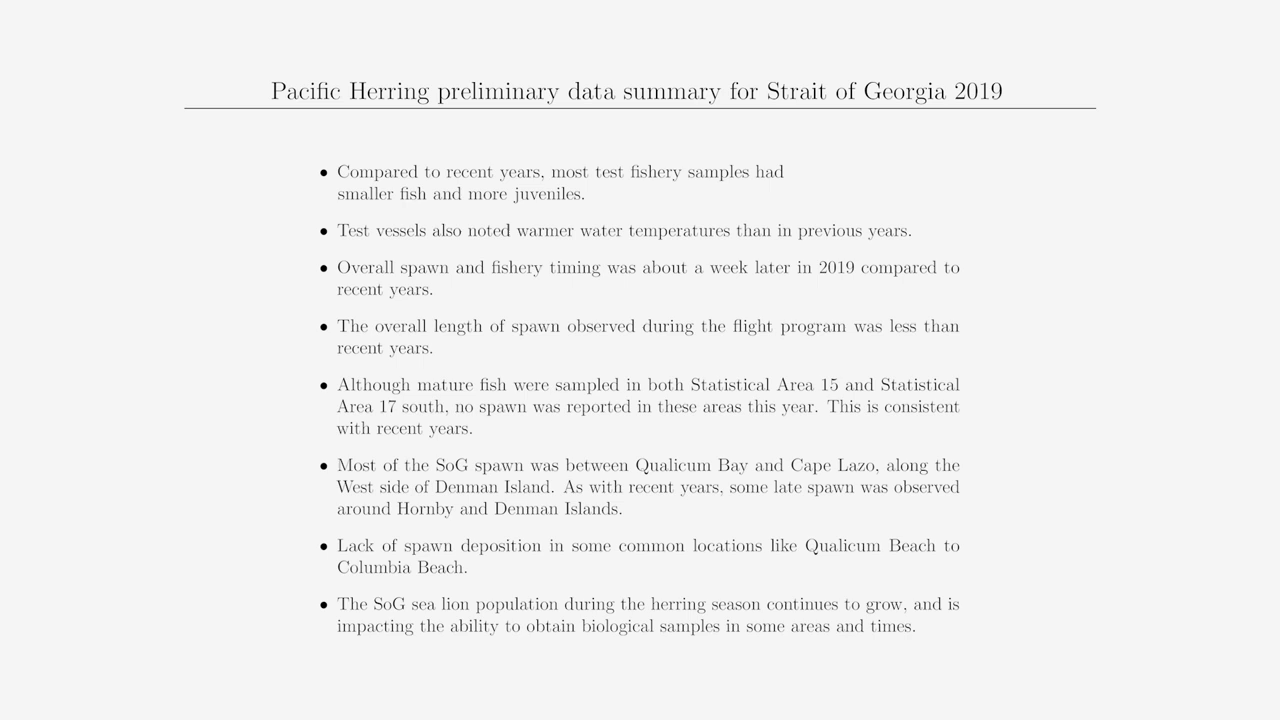 Pacific Herring preliminary data summary for Strait of Georgia 2019
• Compared to recent years, most test fishery samples had
smaller fish and more juveniles.
• Test vessels also noted warmer water temperatures than in previous years.
• Overall spawn and fishery timing was about a week later in 2019 compared to
recent years.
• The overall length of spawn observed during the flight program was less than
recent years.
• Although mature fish were sampled in both Statistical Area 15 and Statistical
Area 17 south, no spawn was reported in these areas this year. This is consistent
with recent years.
• Most of the SoG spawn was between Qualicum Bay and Cape Lazo, along the
West side of Denman Island. As with recent years, some late spawn was observed
around Hornby and Denman Islands.
• Lack of spawn deposition in some common locations like Qualicum Beach to
Columbia Beach.
• The SoG sea lion population during the herring season continues to grow, and is
impacting the ability to obtain biological samples in some areas and times.